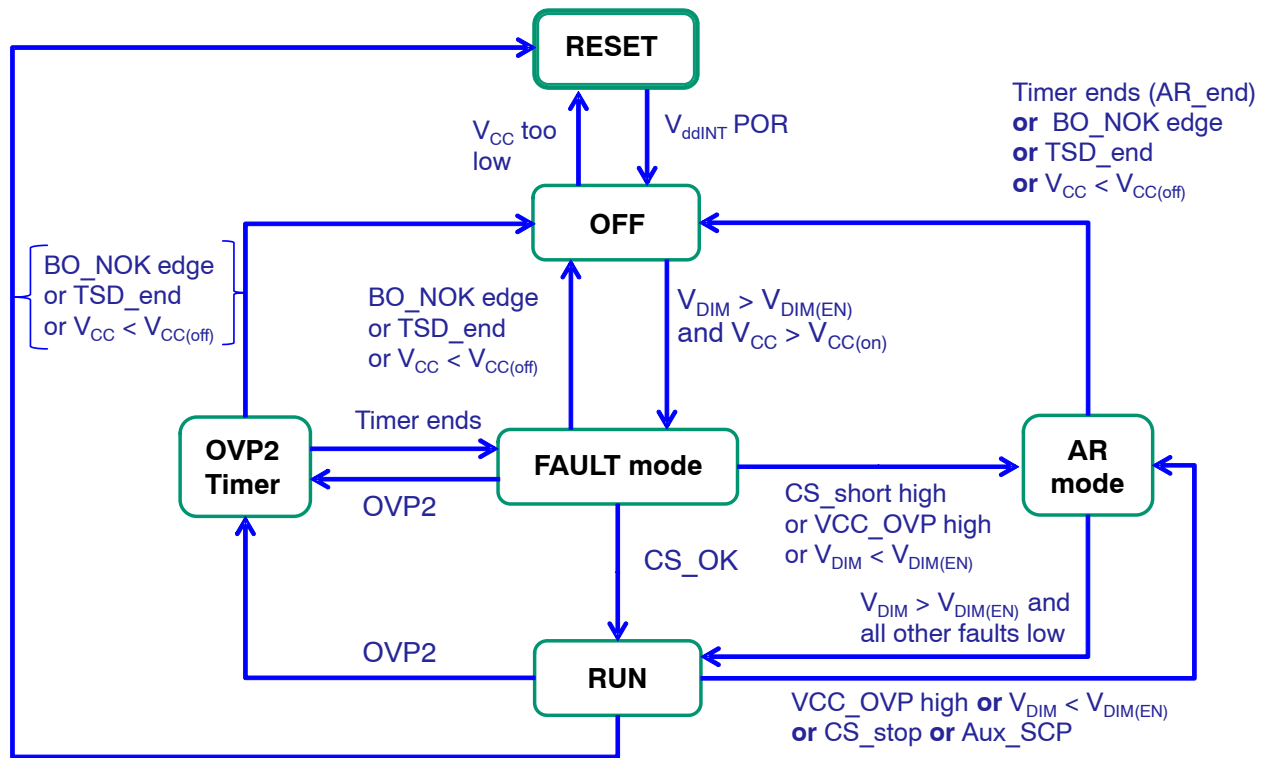 RESET
Timer ends (AR_end)
or BO_NOK edge
or TSD_end
or VCC < VCC(off)
VCC too
low
VddINT POR
OFF
BO_NOK edge
or TSD_end
or VCC < VCC(off)
BO_NOK edge
or TSD_end
or VCC < VCC(off)
VDIM > VDIM(EN)
and VCC > VCC(on)
Timer ends
OVP2
Timer
FAULT mode
AR
mode
OVP2
CS_short high
or VCC_OVP high
or VDIM < VDIM(EN)
CS_OK
VDIM > VDIM(EN) and
all other faults low
OVP2
RUN
VCC_OVP high or VDIM < VDIM(EN)
or CS_stop or Aux_SCP